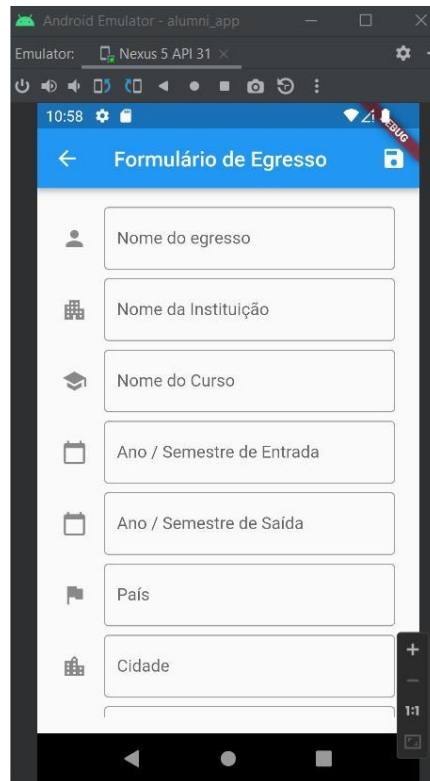 Android Emulator - alumni_app
Emulator:
Nexus 5 API 31
10:58
DEBUG
Formulário de Egresso
Nome do egresso
Nome da Instituição
Nome do Curso
Ano / Semestre de Entrada
Ano / Semestre de Saída
País
Cidade
1:1